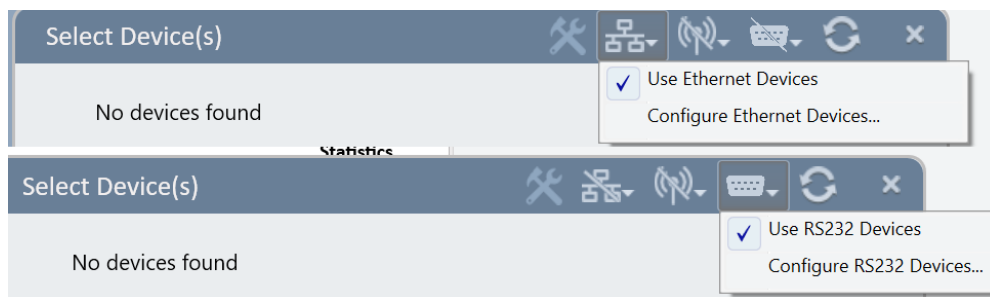 Select Device(s)
Use Ethernet Devices
No devices found
Configure Ethernet Devices...
Statistics
Select Device(s)
Use RS232 Devices
No devices found
Configure RS232 Devices...